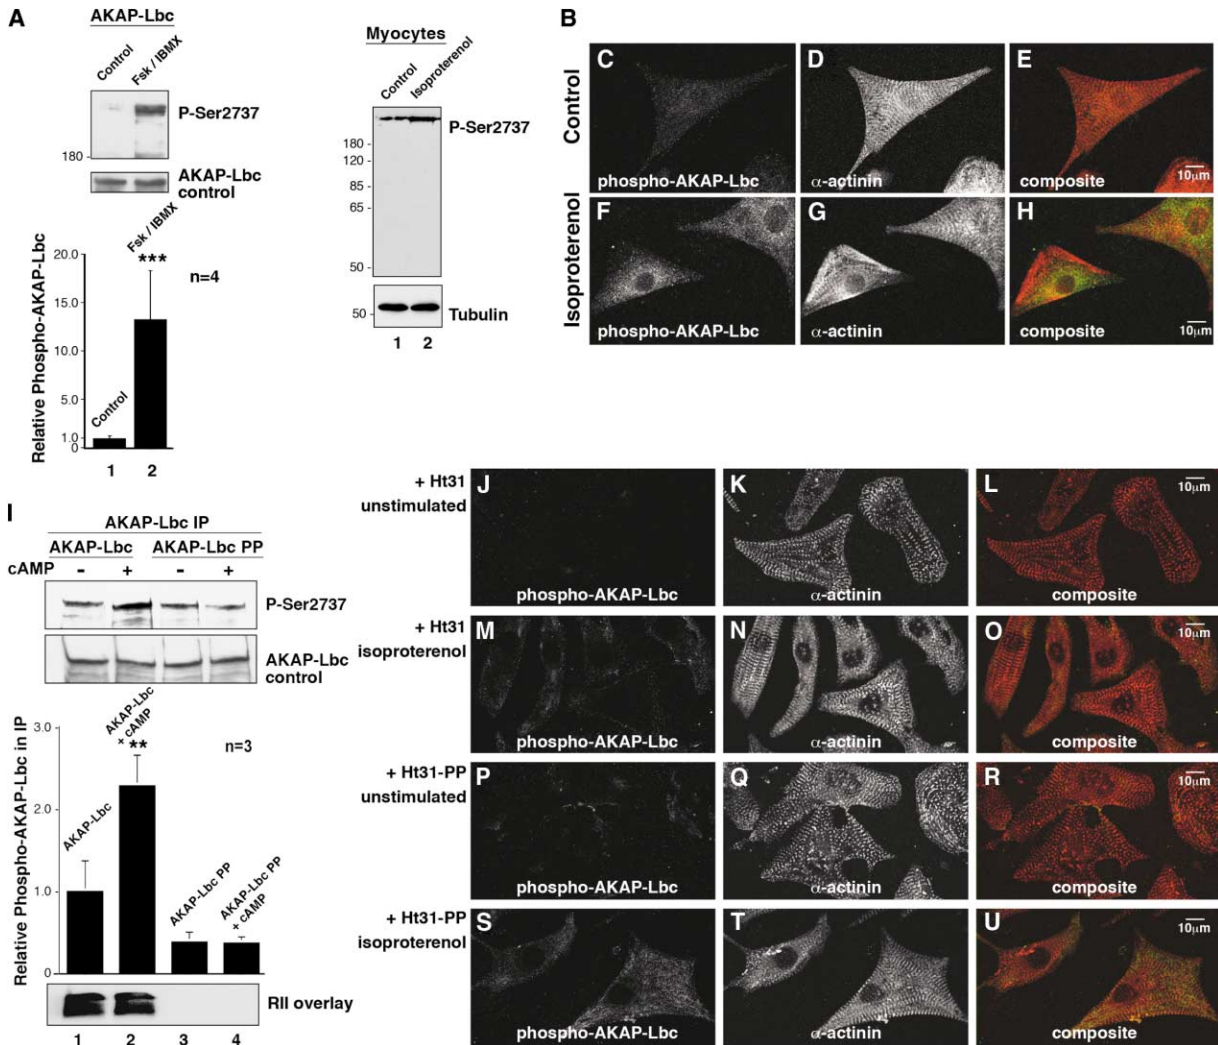 A
AKAP-Lbc
Control
Fsk / IBMX
P-Ser2737
180 -
AKAP-Lbc
control
Relative Phospho-AKAP-Lbc
20.0
15.0
10.0
5.0
1.0
0
Control
Fsk / IBMX
***
n=4
1 2
Myocytes
Control
Isoproterenol
P-Ser2737
180 -
120 -
85 -
65 -
50 -
50 -
Tubulin
1 2
B
Control
C
phospho-AKAP-Lbc
D
α-actinin
E
10µm
composite
Isoproterenol
F
phospho-AKAP-Lbc
G
α-actinin
H
10µm
composite
I
AKAP-Lbc IP
AKAP-Lbc AKAP-Lbc PP
cAMP - + - +
P-Ser2737
AKAP-Lbc
control
Relative Phospho-AKAP-Lbc in IP
3.0
2.0
1.0
0
AKAP-Lbc
AKAP-Lbc
+ cAMP
**
AKAP-Lbc PP
AKAP-Lbc PP
+ cAMP
n=3
RII overlay
1 2 3 4
+ Ht31
unstimulated
J
phospho-AKAP-Lbc
K
α-actinin
L
10µm
composite
+ Ht31
isoproterenol
M
phospho-AKAP-Lbc
N
α-actinin
O
10µm
composite
+ Ht31-PP
unstimulated
P
phospho-AKAP-Lbc
Q
α-actinin
R
10µm
composite
+ Ht31-PP
isoproterenol
S
phospho-AKAP-Lbc
T
α-actinin
U
10µm
composite